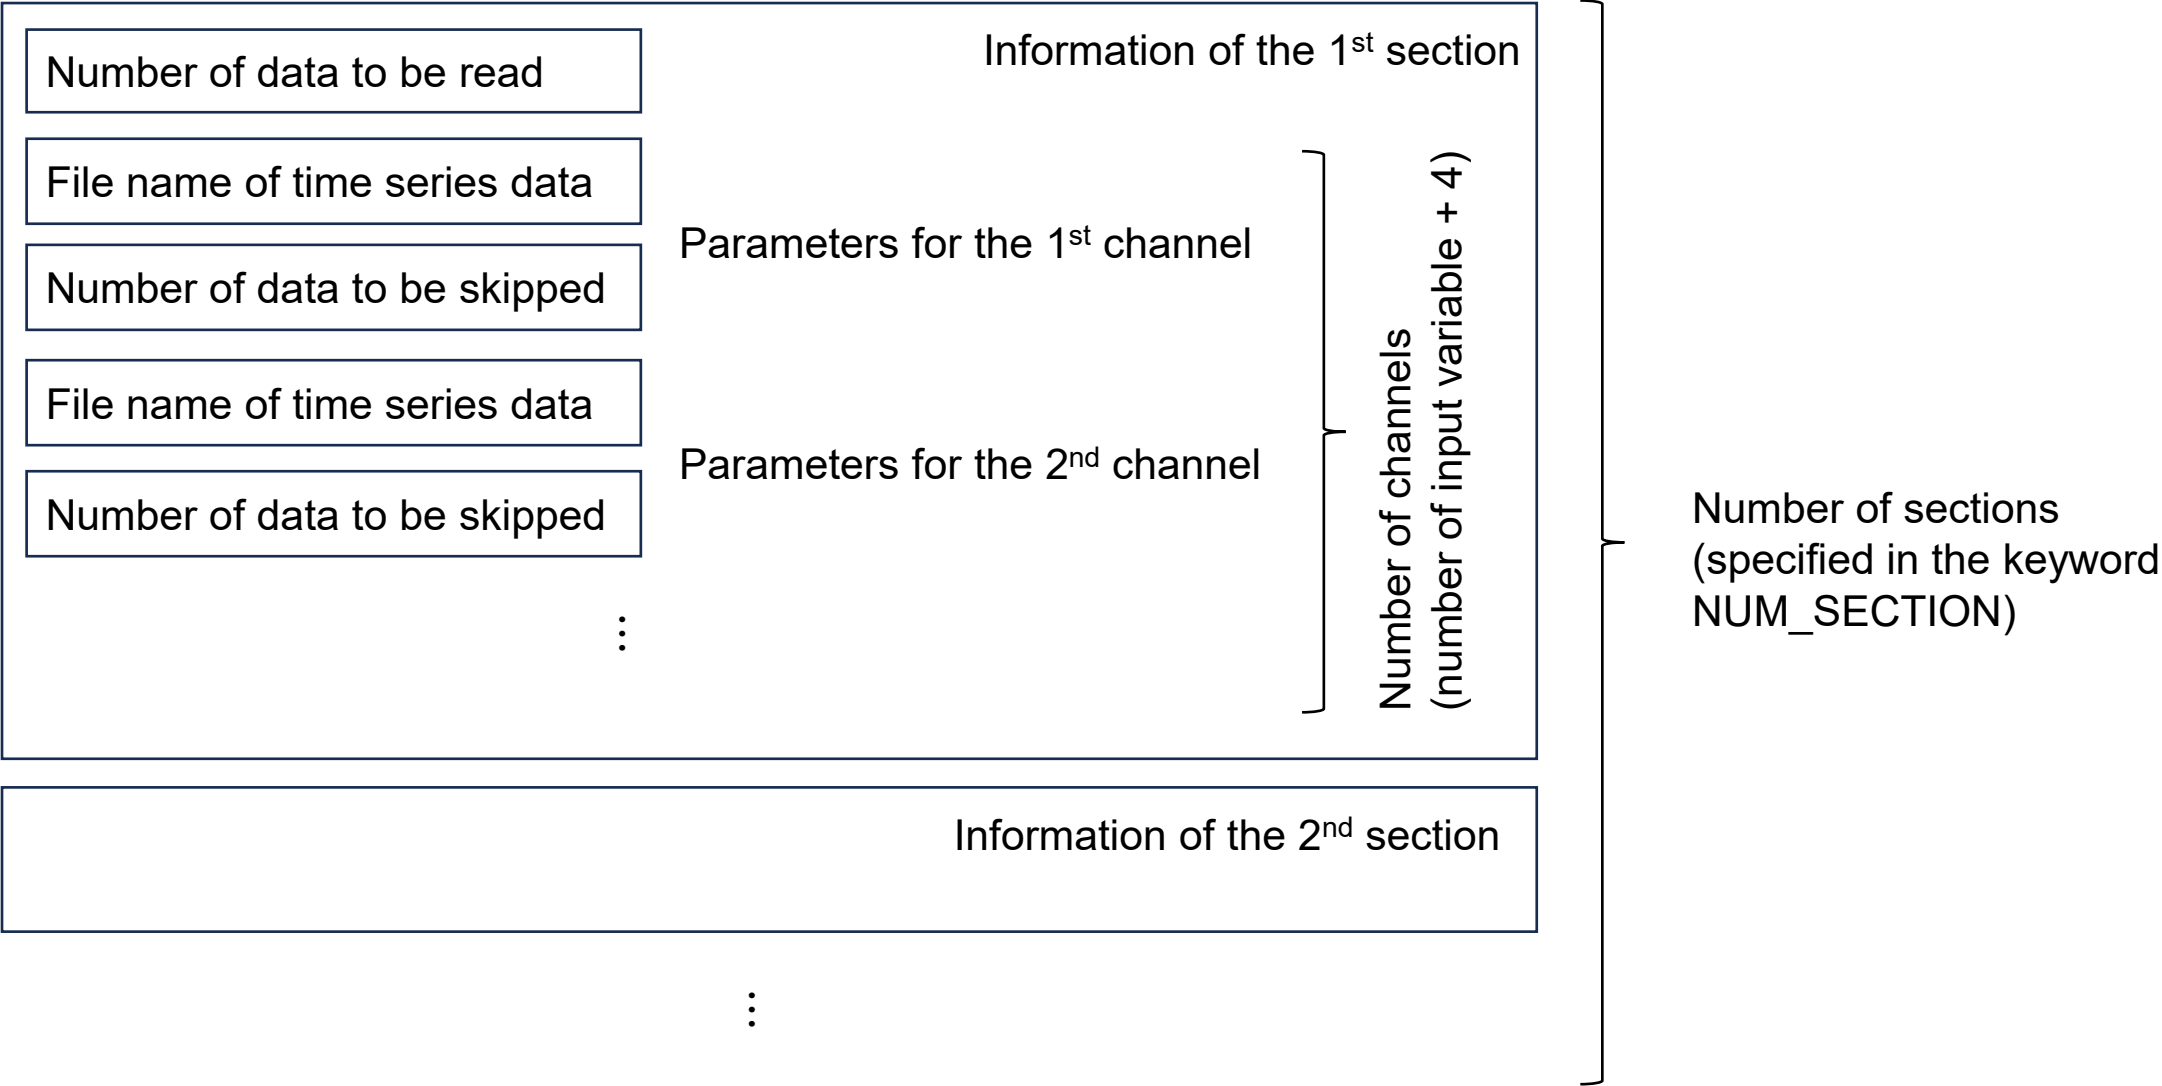 Information of the 1st section
Number of data to be read
File name of time series data
Number of data to be skipped
Parameters for the 1st channel
File name of time series data
Number of data to be skipped
Parameters for the 2nd channel
⋮
Number of channels
(number of input variable + 4)
Information of the 2nd section
⋮
Number of sections
(specified in the keyword
NUM_SECTION)